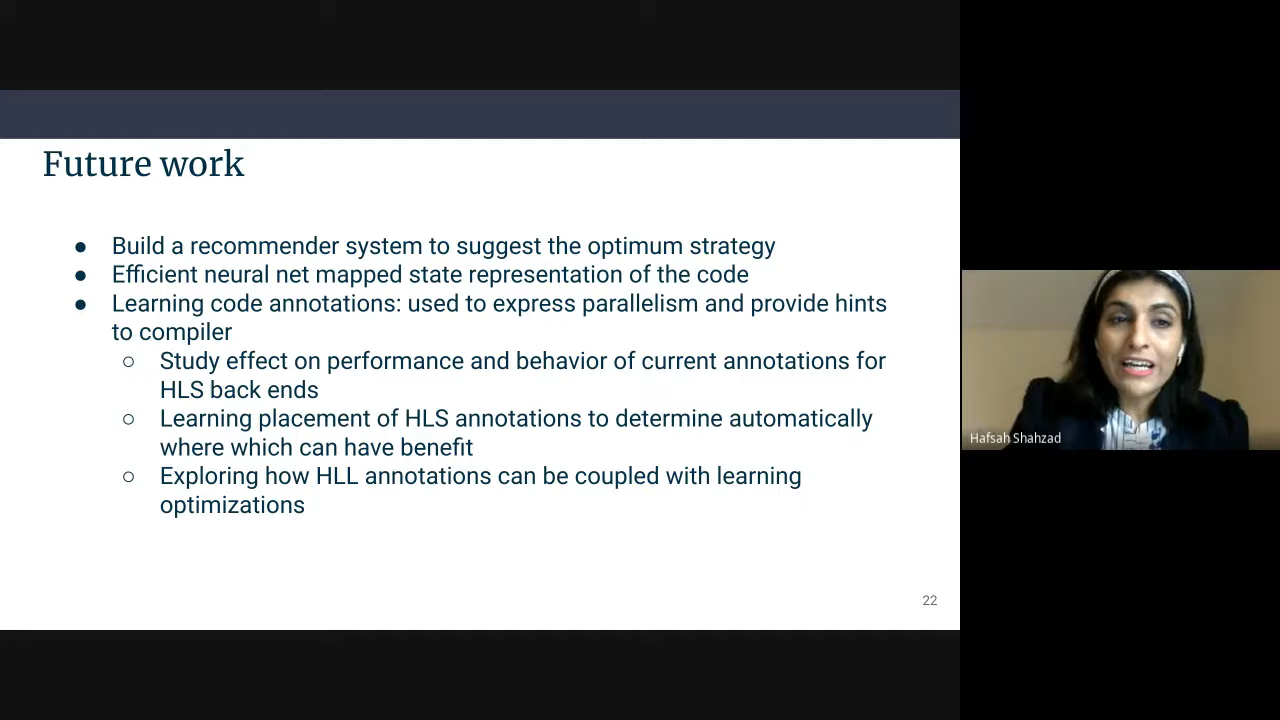 Future work
● Build a recommender system to suggest the optimum strategy
● Efficient neural net mapped state representation of the code
● Learning code annotations: used to express parallelism and provide hints
to compiler
○ Study effect on performance and behavior of current annotations for
HLS back ends
○ Learning placement of HLS annotations to determine automatically
where which can have benefit
○ Exploring how HLL annotations can be coupled with learning
optimizations
22
Hafsah Shahzad